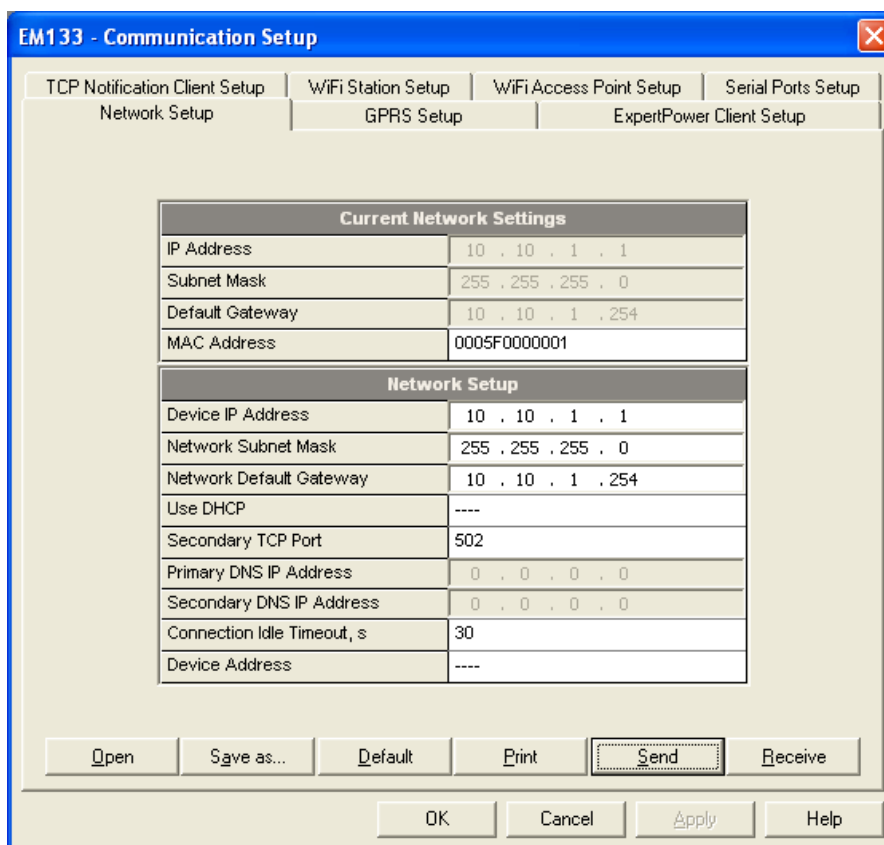 EM133 - Communication Setup
TCP Notification Client Setup WiFi Station Setup WiFi Access Point Setup Serial Ports Setup
Network Setup GPRS Setup ExpertPower Client Setup
Current Network Settings
IP Address 10 . 10 . 1 . 1
Subnet Mask 255 . 255 . 255 . 0
Default Gateway 10 . 10 . 1 . 254
MAC Address 0005F0000001
Network Setup
Device IP Address 10 . 10 . 1 . 1
Network Subnet Mask 255 . 255 . 255 . 0
Network Default Gateway 10 . 10 . 1 . 254
Use DHCP ----
Secondary TCP Port 502
Primary DNS IP Address 0 . 0 . 0 . 0
Secondary DNS IP Address 0 . 0 . 0 . 0
Connection Idle Timeout, s 30
Device Address ----
Open Save as... Default Print Send Receive
OK Cancel Apply Help